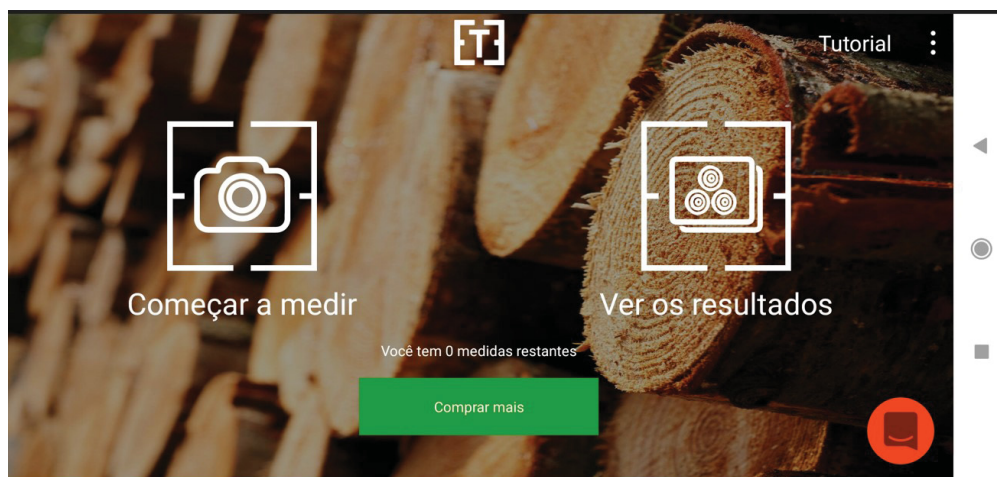 [T]
Tutorial
Começar a medir
Ver os resultados
Você tem 0 medidas restantes
Comprar mais